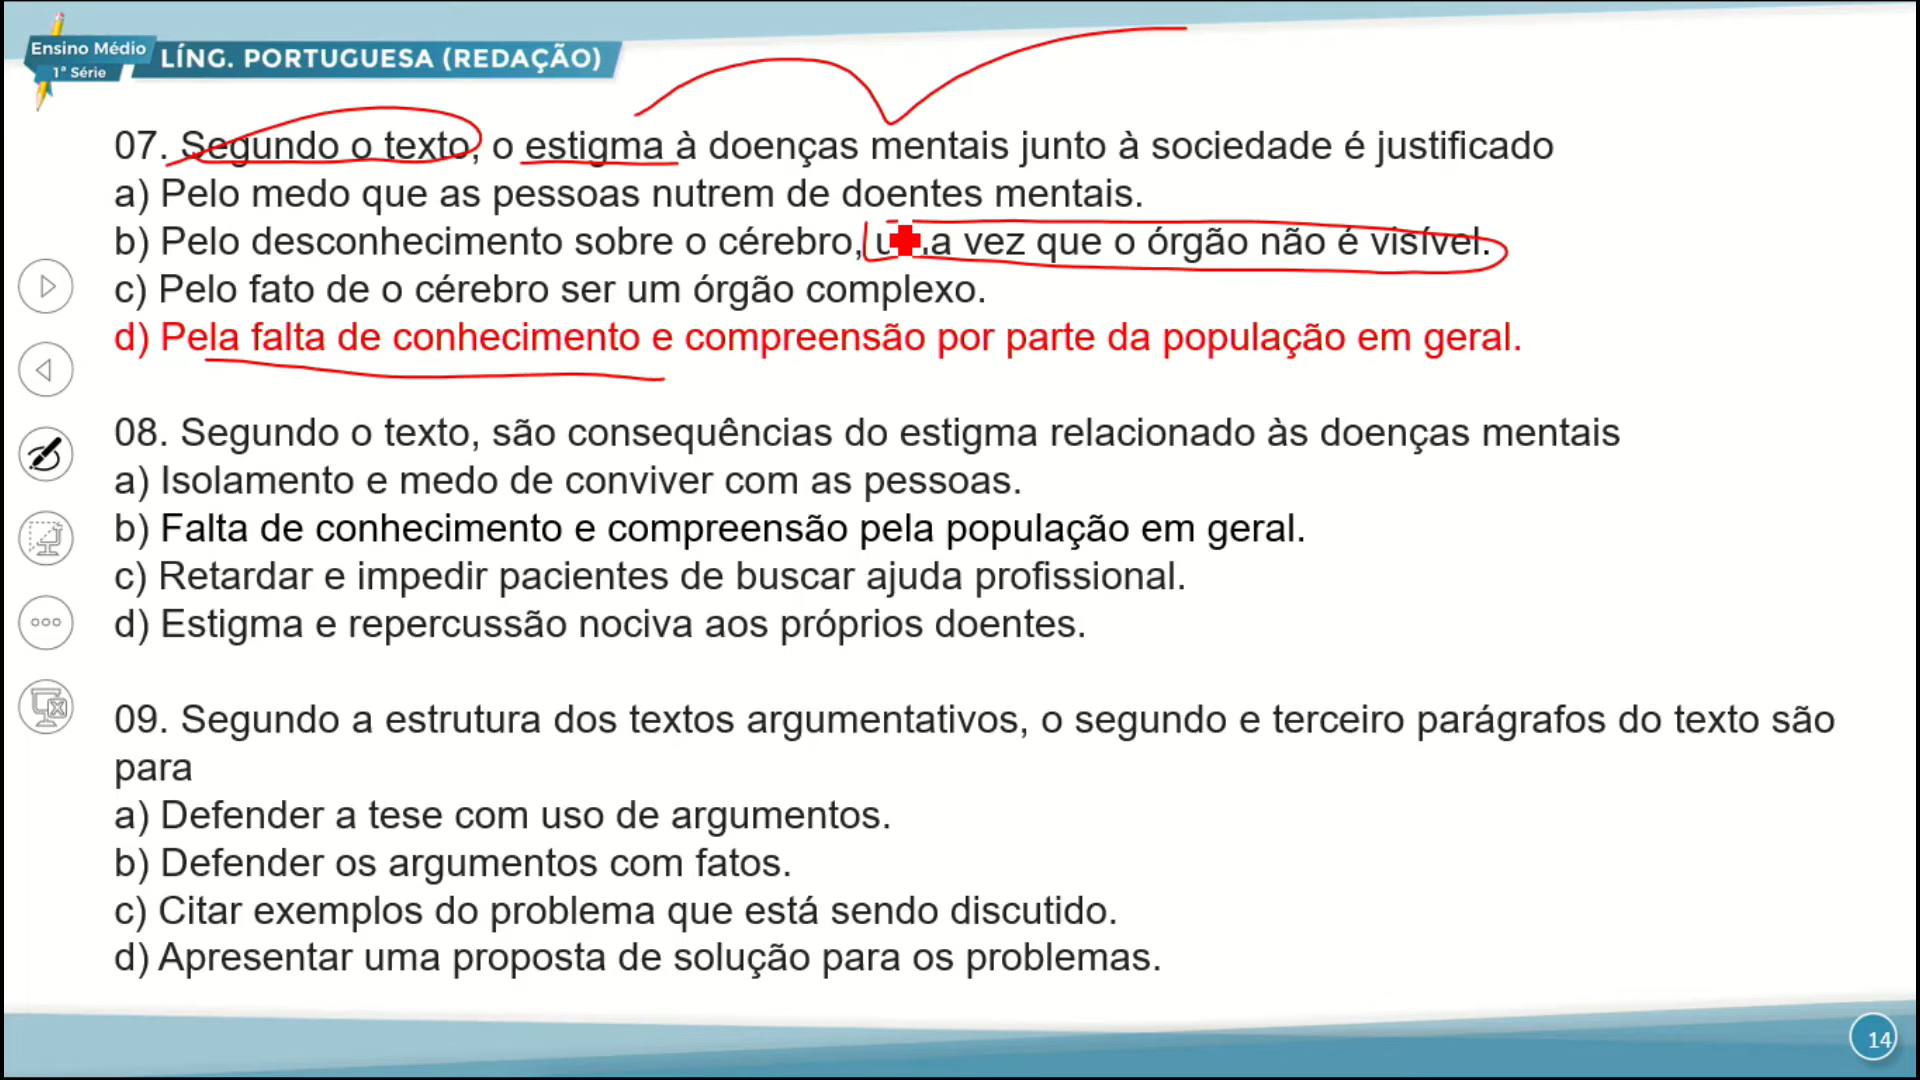 Ensino Médio
1ª Série
LÍNG. PORTUGUESA (REDAÇÃO)
07. Segundo o texto, o estigma à doenças mentais junto à sociedade é justificado
a) Pelo medo que as pessoas nutrem de doentes mentais.
b) Pelo desconhecimento sobre o cérebro, uma vez que o órgão não é visível.
c) Pelo fato de o cérebro ser um órgão complexo.
d) Pela falta de conhecimento e compreensão por parte da população em geral.
08. Segundo o texto, são consequências do estigma relacionado às doenças mentais
a) Isolamento e medo de conviver com as pessoas.
b) Falta de conhecimento e compreensão pela população em geral.
c) Retardar e impedir pacientes de buscar ajuda profissional.
d) Estigma e repercussão nociva aos próprios doentes.
09. Segundo a estrutura dos textos argumentativos, o segundo e terceiro parágrafos do texto são
para
a) Defender a tese com uso de argumentos.
b) Defender os argumentos com fatos.
c) Citar exemplos do problema que está sendo discutido.
d) Apresentar uma proposta de solução para os problemas.
14